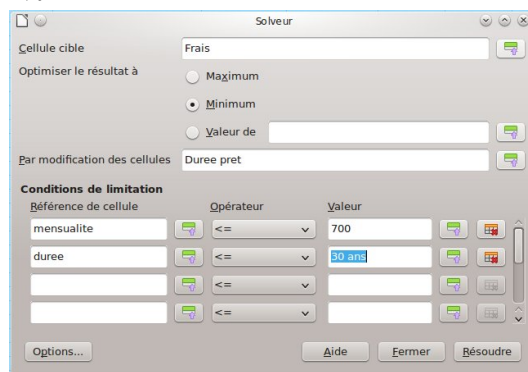 Solveur
Cellule cible Frais
Optimiser le résultat à Maximum
Minimum
Valeur de
Par modification des cellules Duree pret
Conditions de limitation
Référence de cellule Opérateur Valeur
mensualite <= 700
duree <= 30 ans
<=
<=
Options... Aide Fermer Résoudre